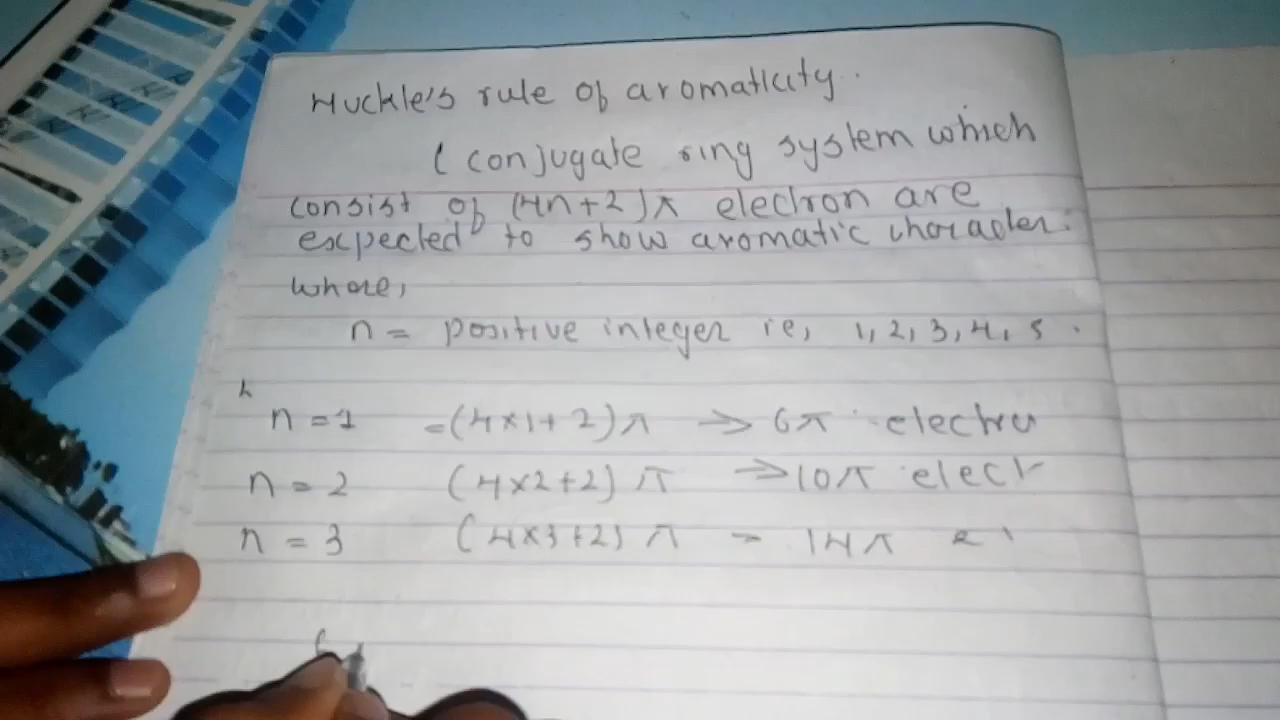 Huckle's rule of aromaticity.
( conjugate ring system which
consist of (4n+2)π electron are
expected to show aromatic character.
whore,
n = positive integer ie, 1, 2, 3, 4, 5.
n = 1 = (4×1+2)π → 6π electro
n = 2 (4×2+2) π → 10π elect
n = 3 (4×3+2) π = 14π e